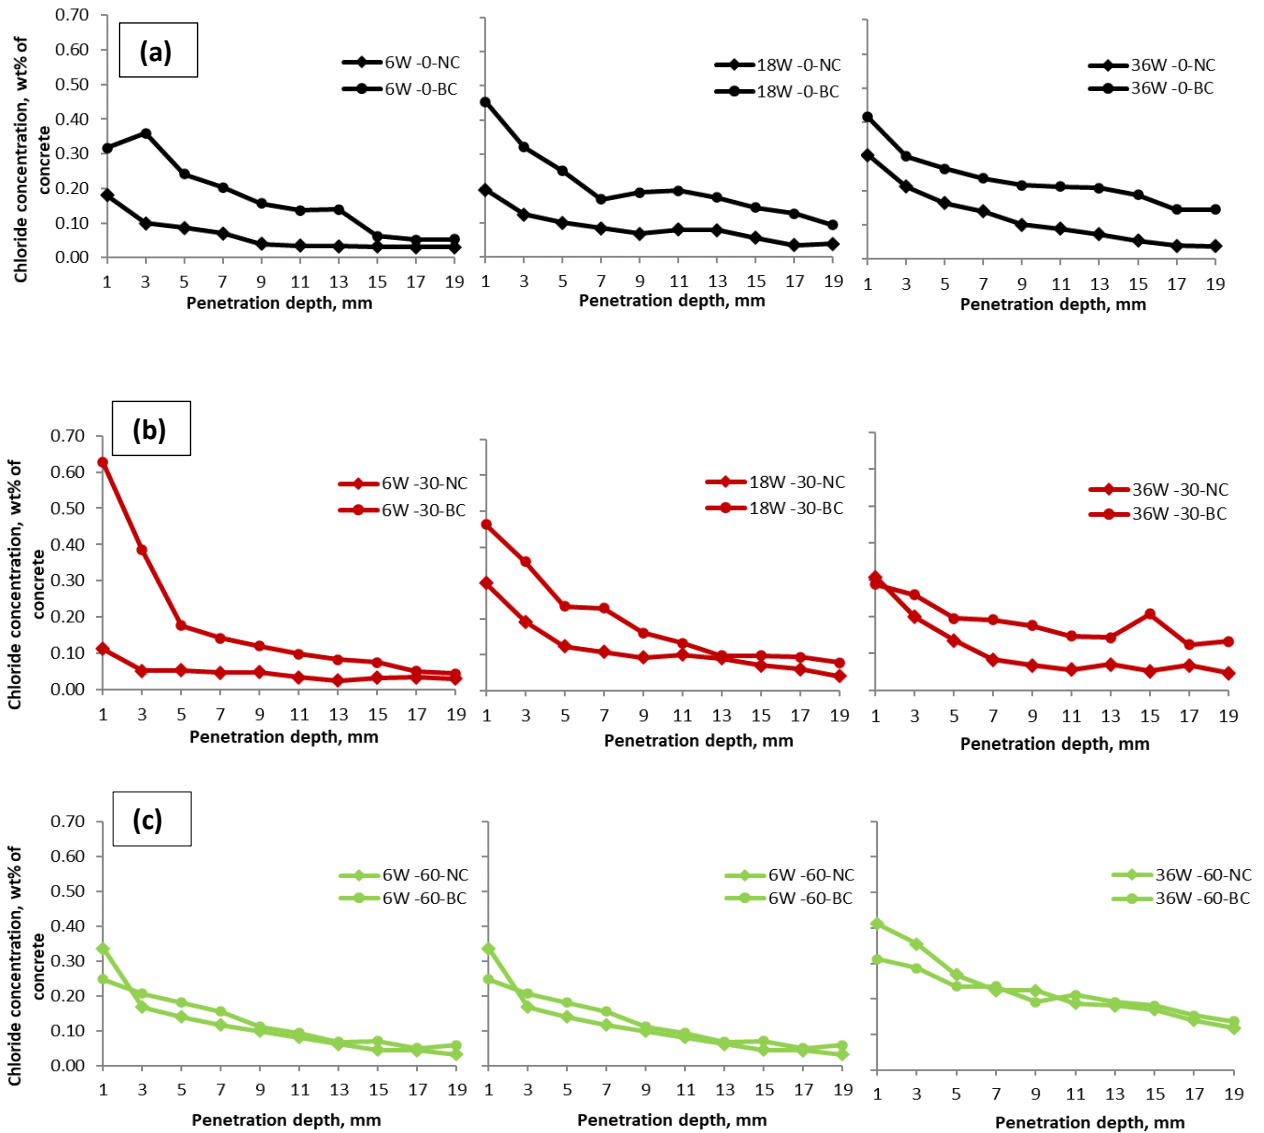 (a)
Chloride concentration, wt% of
concrete
0.70
0.60
0.50
0.40
0.30
0.20
0.10
0.00
6W -0-NC
6W -0-BC
1 3 5 7 9 11 13 15 17 19
Penetration depth, mm
18W -0-NC
18W -0-BC
1 3 5 7 9 11 13 15 17 19
Penetration depth, mm
36W -0-NC
36W -0-BC
1 3 5 7 9 11 13 15 17 19
Penetration depth, mm
(b)
Chloride concentration, wt% of
concrete
0.70
0.60
0.50
0.40
0.30
0.20
0.10
0.00
6W -30-NC
6W -30-BC
1 3 5 7 9 11 13 15 17 19
Penetration depth, mm
18W -30-NC
18W -30-BC
1 3 5 7 9 11 13 15 17 19
Penetration depth, mm
36W -30-NC
36W -30-BC
1 3 5 7 9 11 13 15 17 19
Penetration depth, mm
(c)
Chloride concentration, wt% of
concrete
0.70
0.60
0.50
0.40
0.30
0.20
0.10
0.00
6W -60-NC
6W -60-BC
1 3 5 7 9 11 13 15 17 19
Penetration depth, mm
6W -60-NC
6W -60-BC
1 3 5 7 9 11 13 15 17 19
Penetration depth, mm
36W -60-NC
36W -60-BC
1 3 5 7 9 11 13 15 17 19
Penetration depth, mm